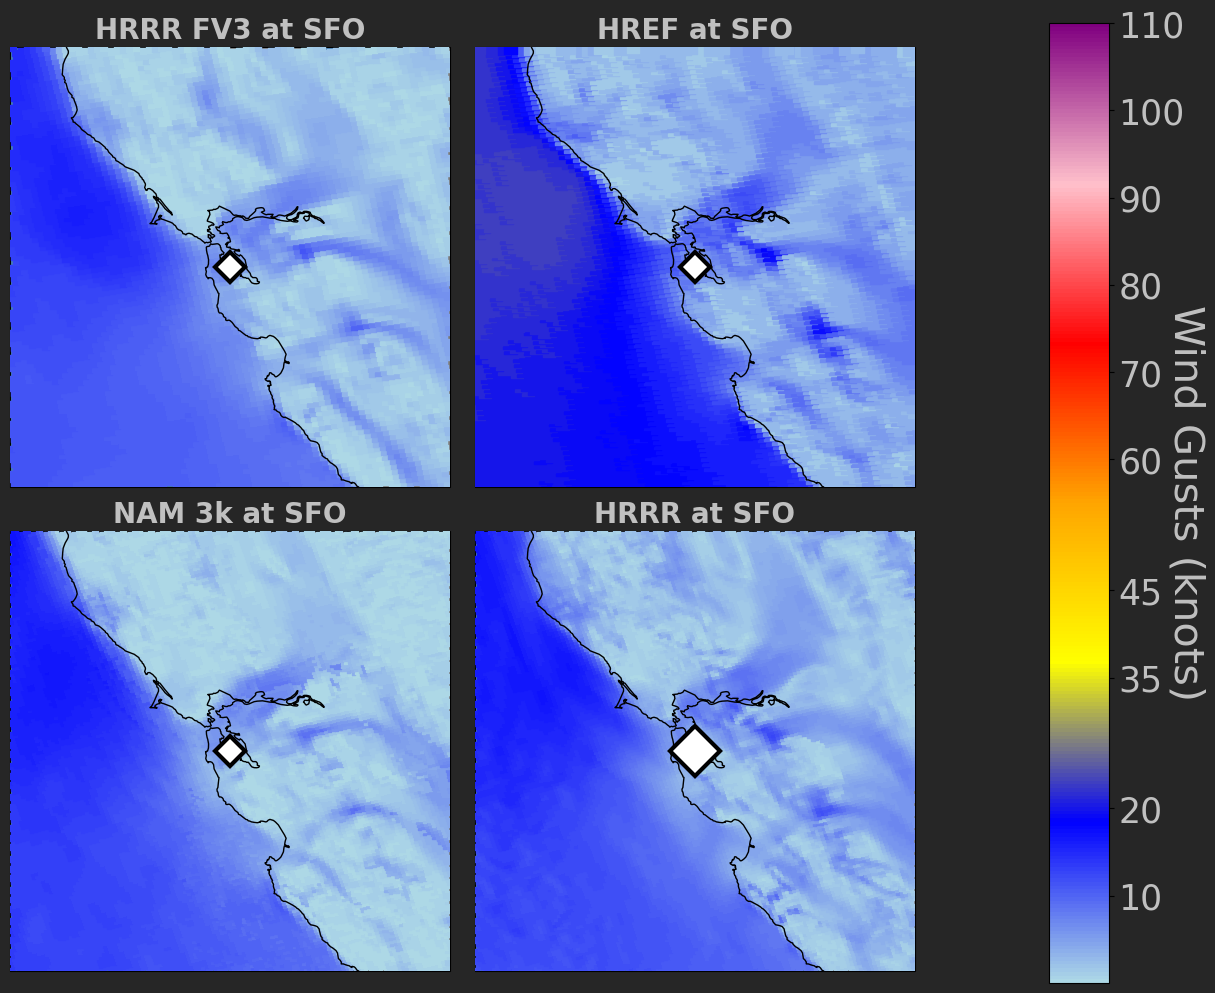 HRRR FV3 at SFO
HREF at SFO
NAM 3k at SFO
HRRR at SFO
110
100
90
80
70
60
45
35
20
10
Wind Gusts (knots)